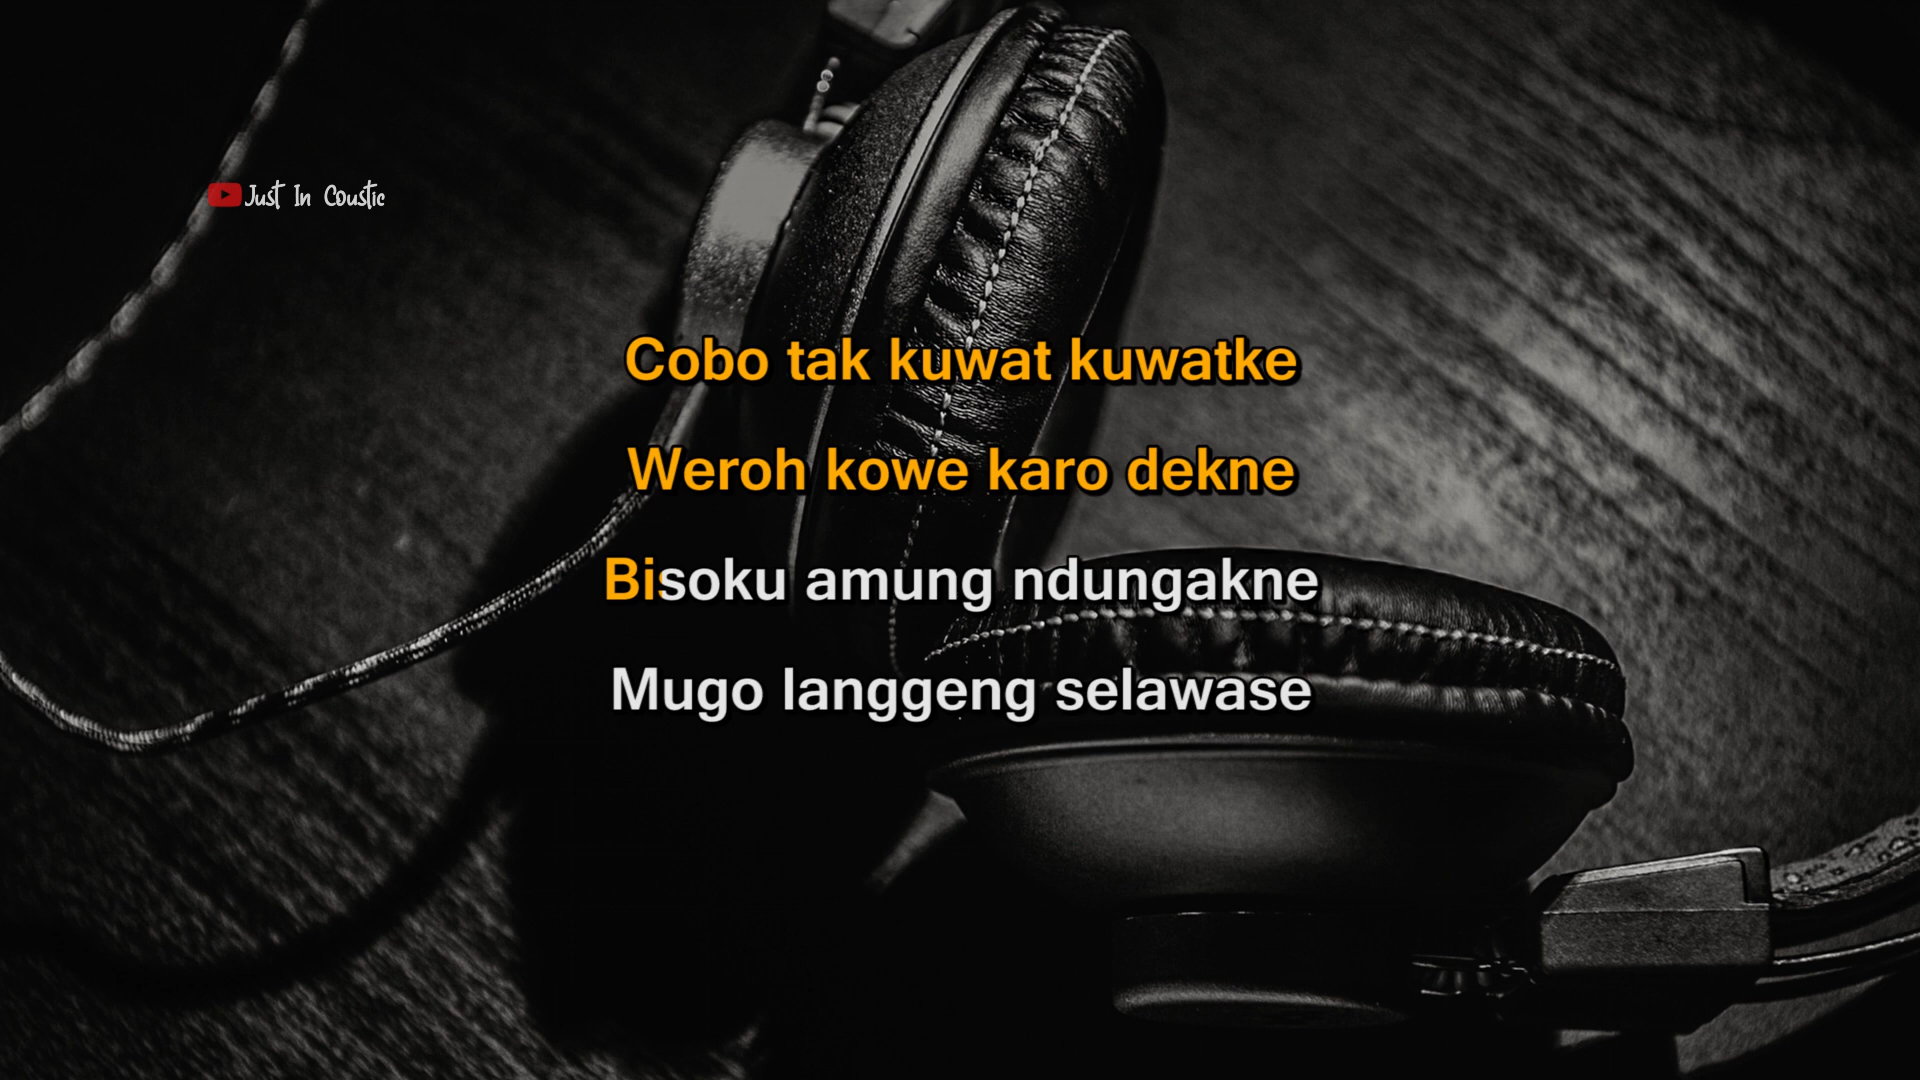 Just In Coustic
Cobo tak kuwat kuwatke
Weroh kowe karo dekne
Bisoku amung ndungakne
Mugo langgeng selawase